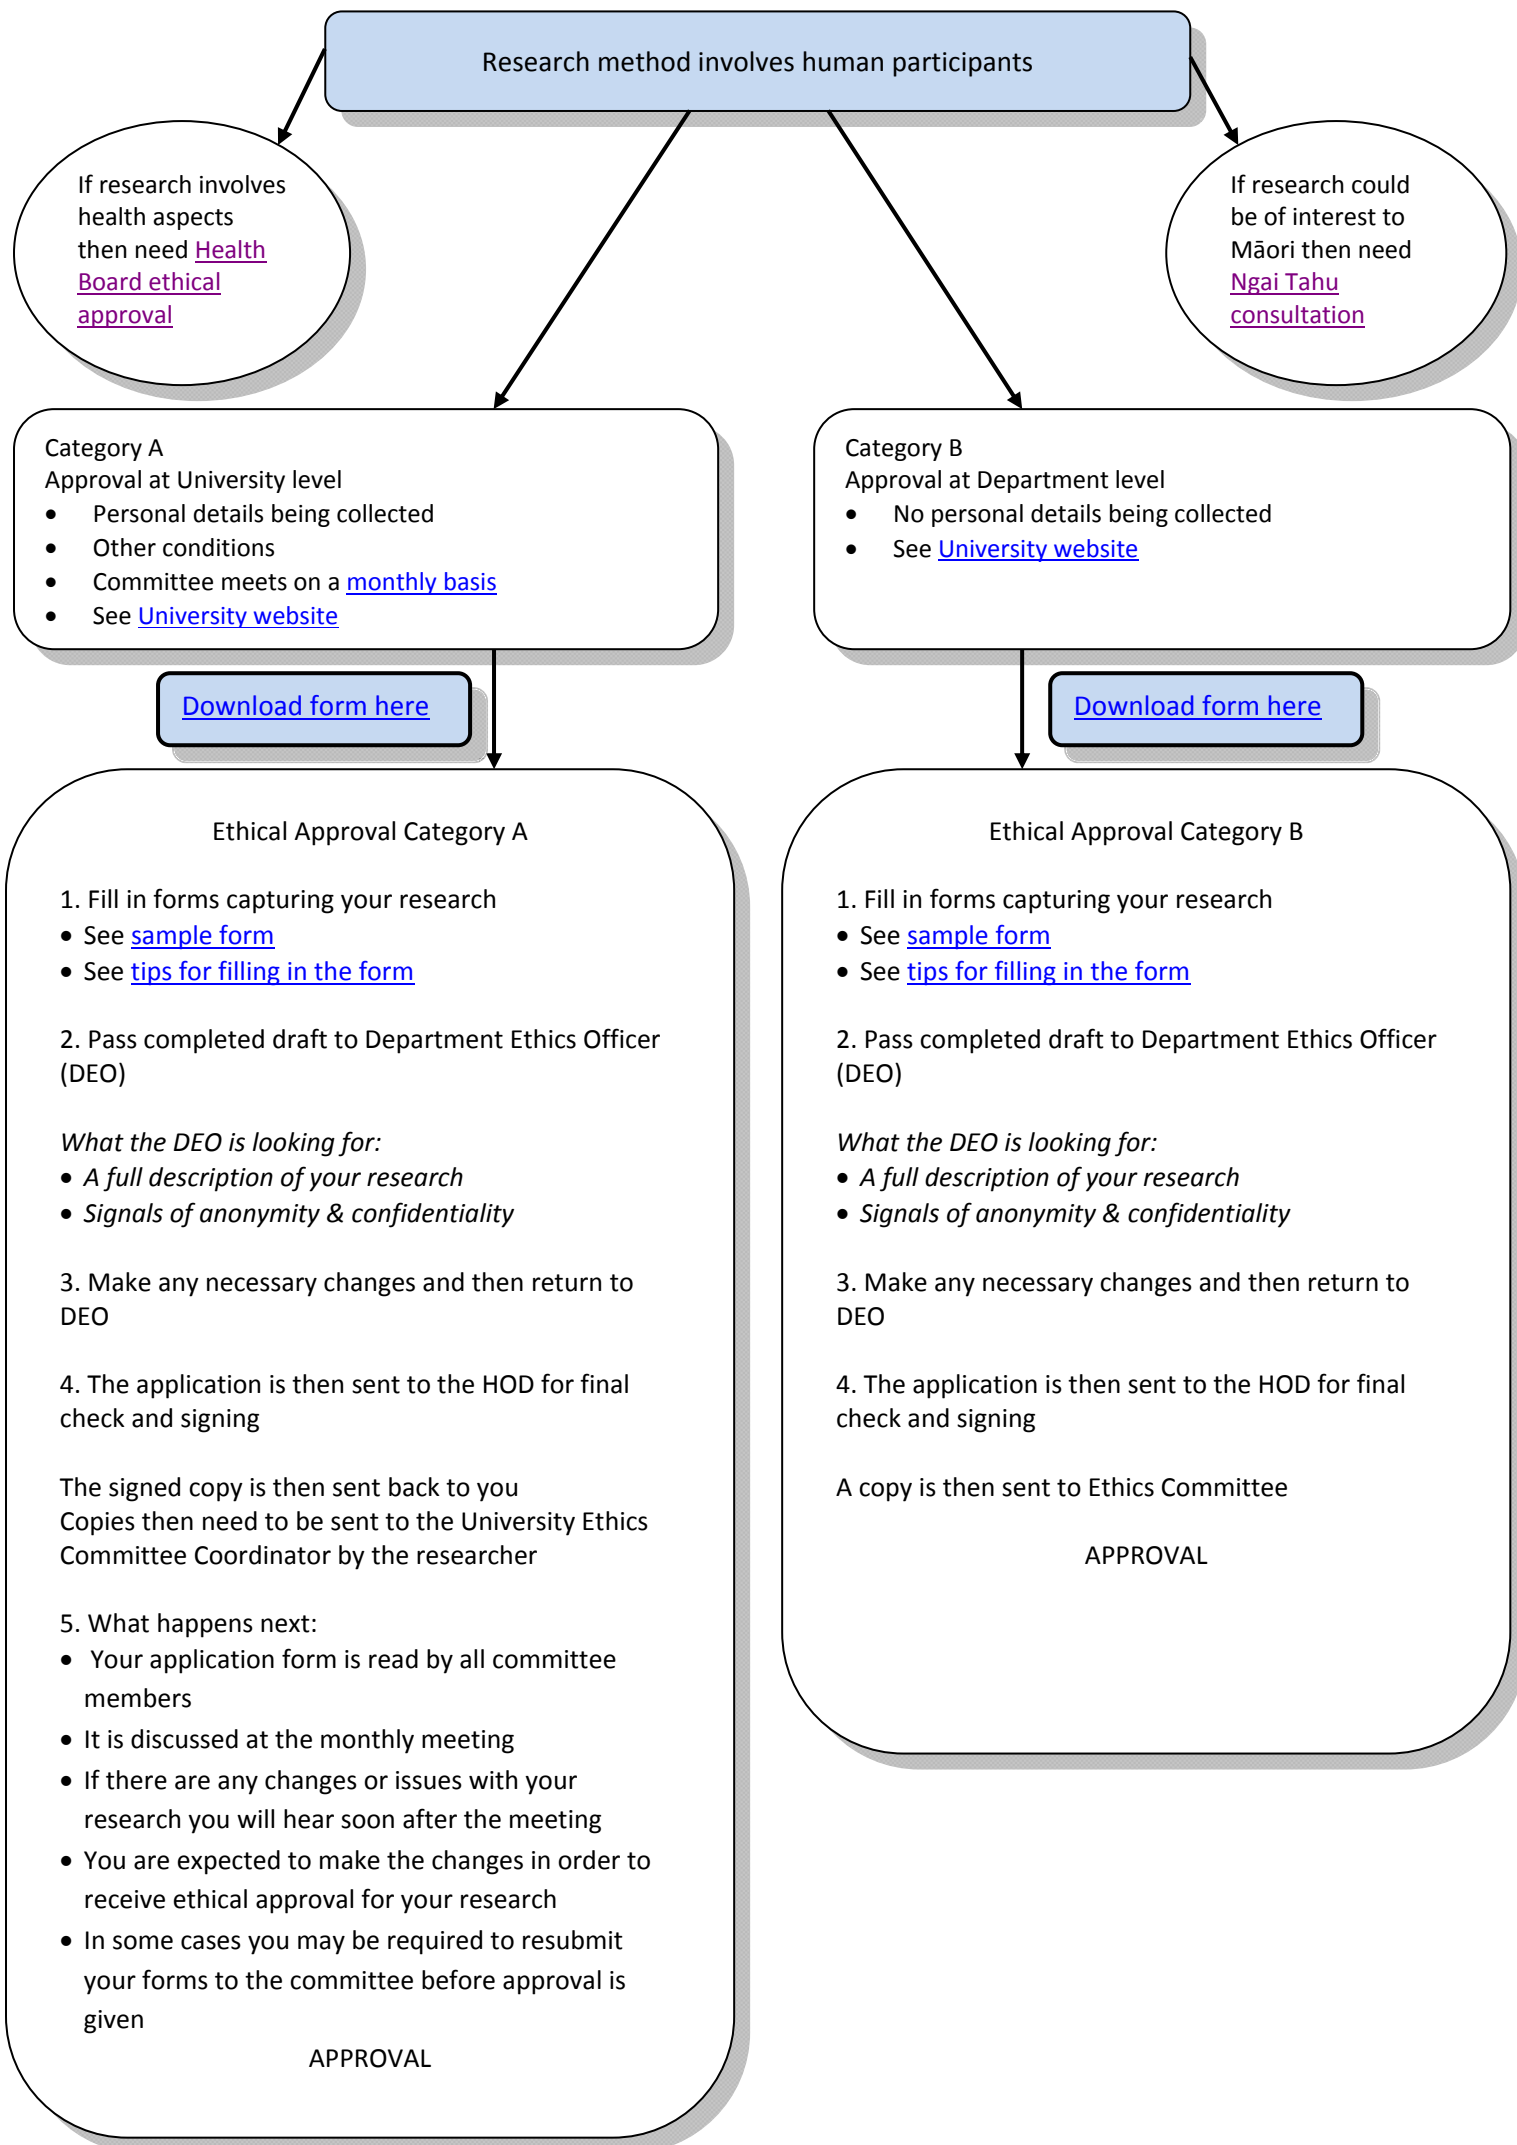 Research method involves human participants
If research involves
health aspects
then need Health
Board ethical
approval
If research could
be of interest to
Māori then need
Ngai Tahu
consultation
Category A
Approval at University level
• Personal details being collected
• Other conditions
• Committee meets on a monthly basis
• See University website
Category B
Approval at Department level
• No personal details being collected
• See University website
Download form here
Download form here
Ethical Approval Category A
1. Fill in forms capturing your research
• See sample form
• See tips for filling in the form
2. Pass completed draft to Department Ethics Officer
(DEO)
What the DEO is looking for:
• A full description of your research
• Signals of anonymity & confidentiality
3. Make any necessary changes and then return to
DEO
4. The application is then sent to the HOD for final
check and signing
The signed copy is then sent back to you
Copies then need to be sent to the University Ethics
Committee Coordinator by the researcher
5. What happens next:
• Your application form is read by all committee
members
• It is discussed at the monthly meeting
• If there are any changes or issues with your
research you will hear soon after the meeting
• You are expected to make the changes in order to
receive ethical approval for your research
• In some cases you may be required to resubmit
your forms to the committee before approval is
given
APPROVAL
Ethical Approval Category B
1. Fill in forms capturing your research
• See sample form
• See tips for filling in the form
2. Pass completed draft to Department Ethics Officer
(DEO)
What the DEO is looking for:
• A full description of your research
• Signals of anonymity & confidentiality
3. Make any necessary changes and then return to
DEO
4. The application is then sent to the HOD for final
check and signing
A copy is then sent to Ethics Committee
APPROVAL